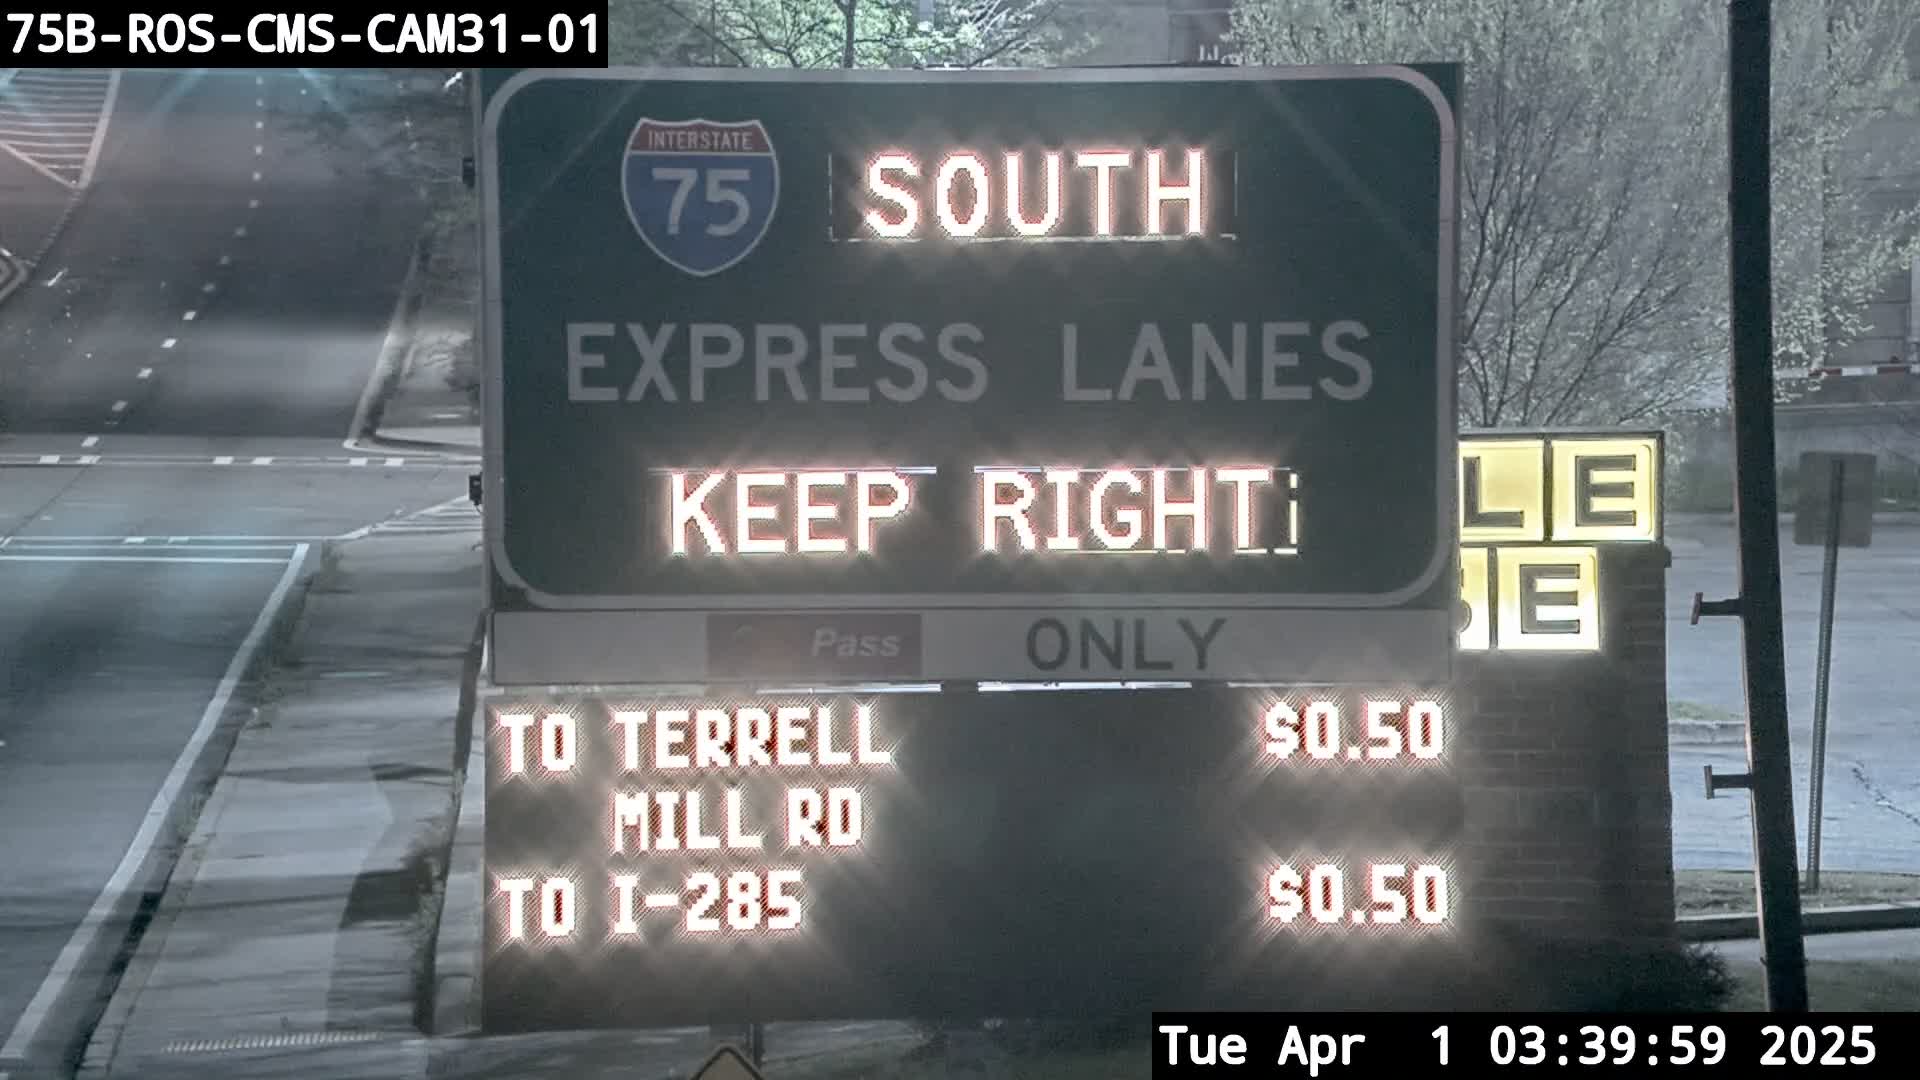 75B-ROS-CMS-CAM31-01
INTERSTATE
75
SOUTH
EXPRESS LANES
KEEP RIGHT
Pass ONLY
TO TERRELL $0.50
MILL RD
TO I-285 $0.50
LE
E
Tue Apr 1 03:39:59 2025